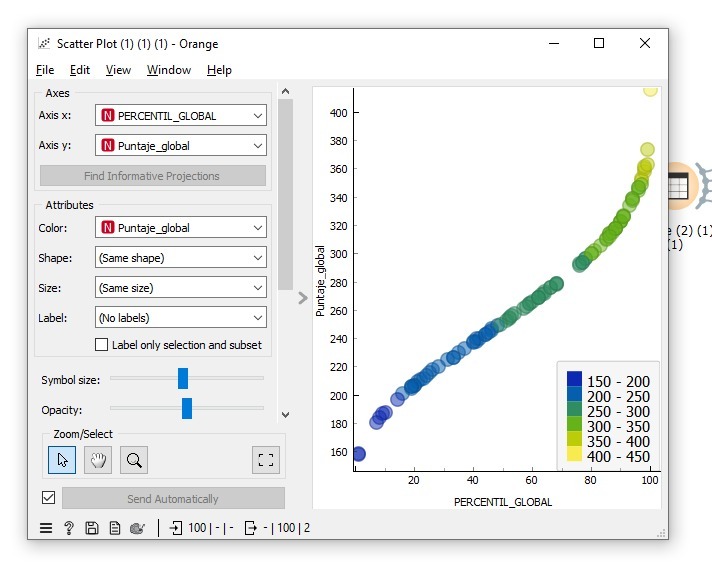 Scatter Plot (1) (1) (1) - Orange
File Edit View Window Help
Axes
Axis x: N PERCENTIL_GLOBAL
Axis y: N Puntaje_global
Find Informative Projections
Attributes
Color: N Puntaje_global
Shape: (Same shape)
Size: (Same size)
Label: (No labels)
Label only selection and subset
Symbol size:
Opacity:
Zoom/Select
Send Automatically
100 | - | - - | 100 | 2
400
380
360
340
320
300
280
260
240
220
200
180
160
Puntaje_global
20 40 60 80 100
PERCENTIL_GLOBAL
150 - 200
200 - 250
250 - 300
300 - 350
350 - 400
400 - 450
e (2) (1)
(1)